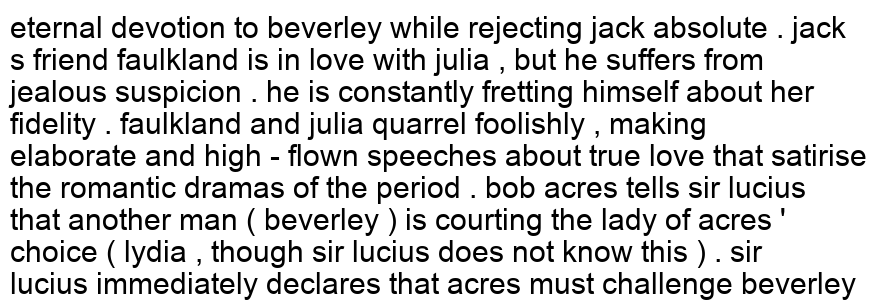 eternal devotion to beverley while rejecting jack absolute . jack
s friend faulkland is in love with julia , but he suffers from
jealous suspicion . he is constantly fretting himself about her
fidelity . faulkland and julia quarrel foolishly , making
elaborate and high - flown speeches about true love that satirise
the romantic dramas of the period . bob acres tells sir lucius
that another man ( beverley ) is courting the lady of acres '
choice ( lydia , though sir lucius does not know this ) . sir
lucius immediately declares that acres must challenge beverley